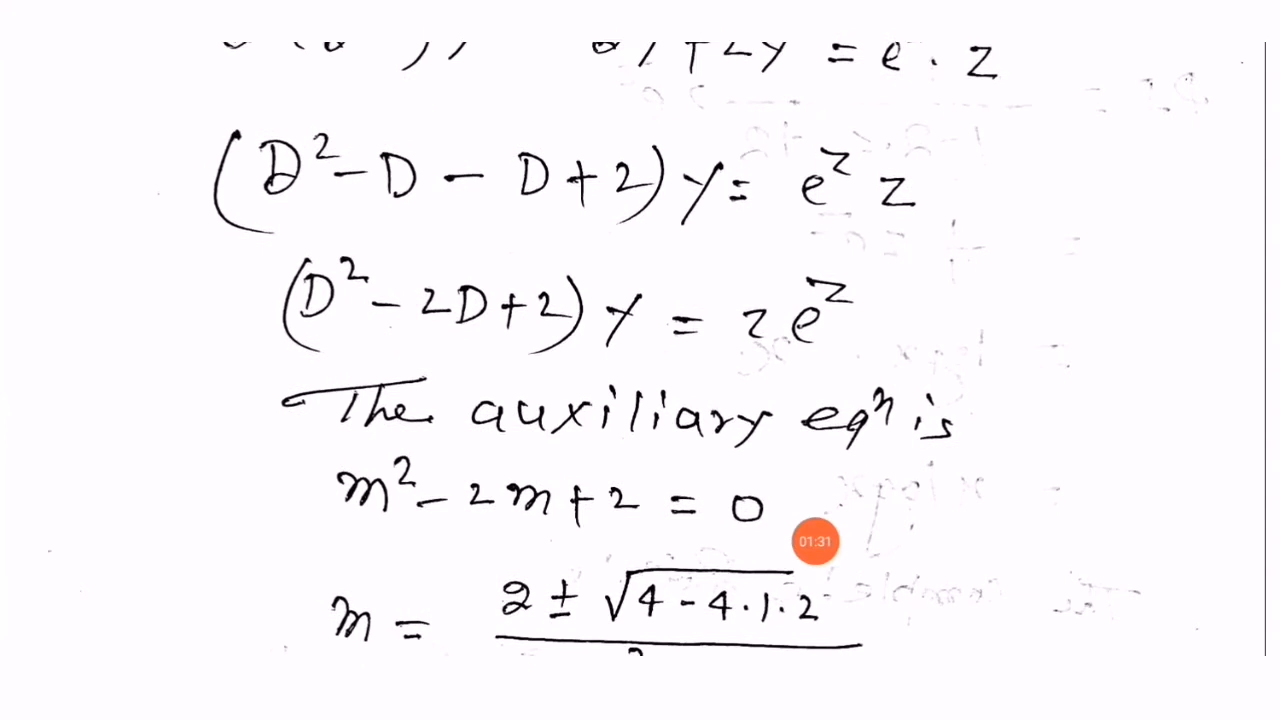 y + 2y = e . z
(D² - D - D + 2) y = e^z z
(D² - 2D + 2) y = z e^z
The auxiliary eqⁿ is
m² - 2m + 2 = 0
01:31
m = 2 ± √4 - 4·1·2